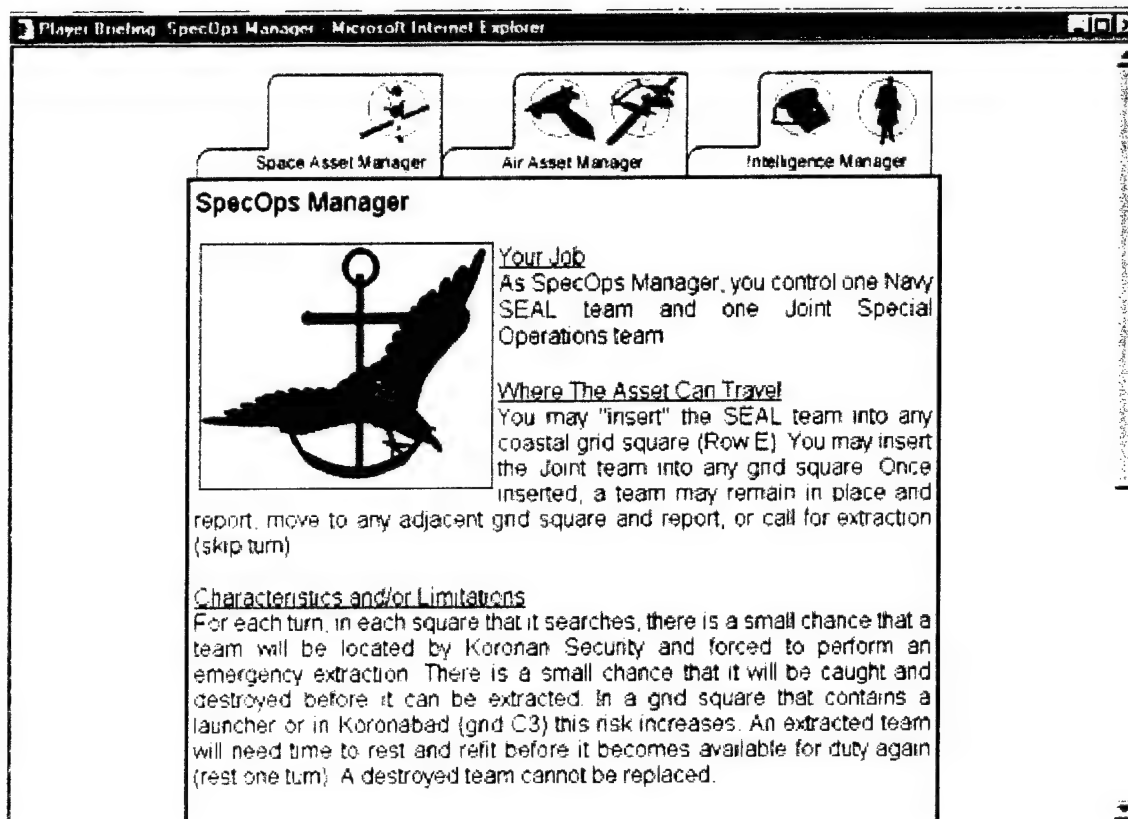 Player Briefing: SpecOps Manager - Microsoft Internet Explorer
Space Asset Manager
Air Asset Manager
Intelligence Manager
SpecOps Manager
Your Job
As SpecOps Manager, you control one Navy
SEAL team and one Joint Special
Operations team
Where The Asset Can Travel
You may "insert" the SEAL team into any
coastal grid square (Row E) You may insert
the Joint team into any grid square Once
inserted, a team may remain in place and
report, move to any adjacent grid square and report, or call for extraction
(skip turn)
Characteristics and/or Limitations
For each turn, in each square that it searches, there is a small chance that a
team will be located by Koronan Security and forced to perform an
emergency extraction There is a small chance that it will be caught and
destroyed before it can be extracted. In a grid square that contains a
launcher or in Koronabad (grid C3) this risk increases. An extracted team
will need time to rest and refit before it becomes available for duty again
(rest one turn) A destroyed team cannot be replaced.